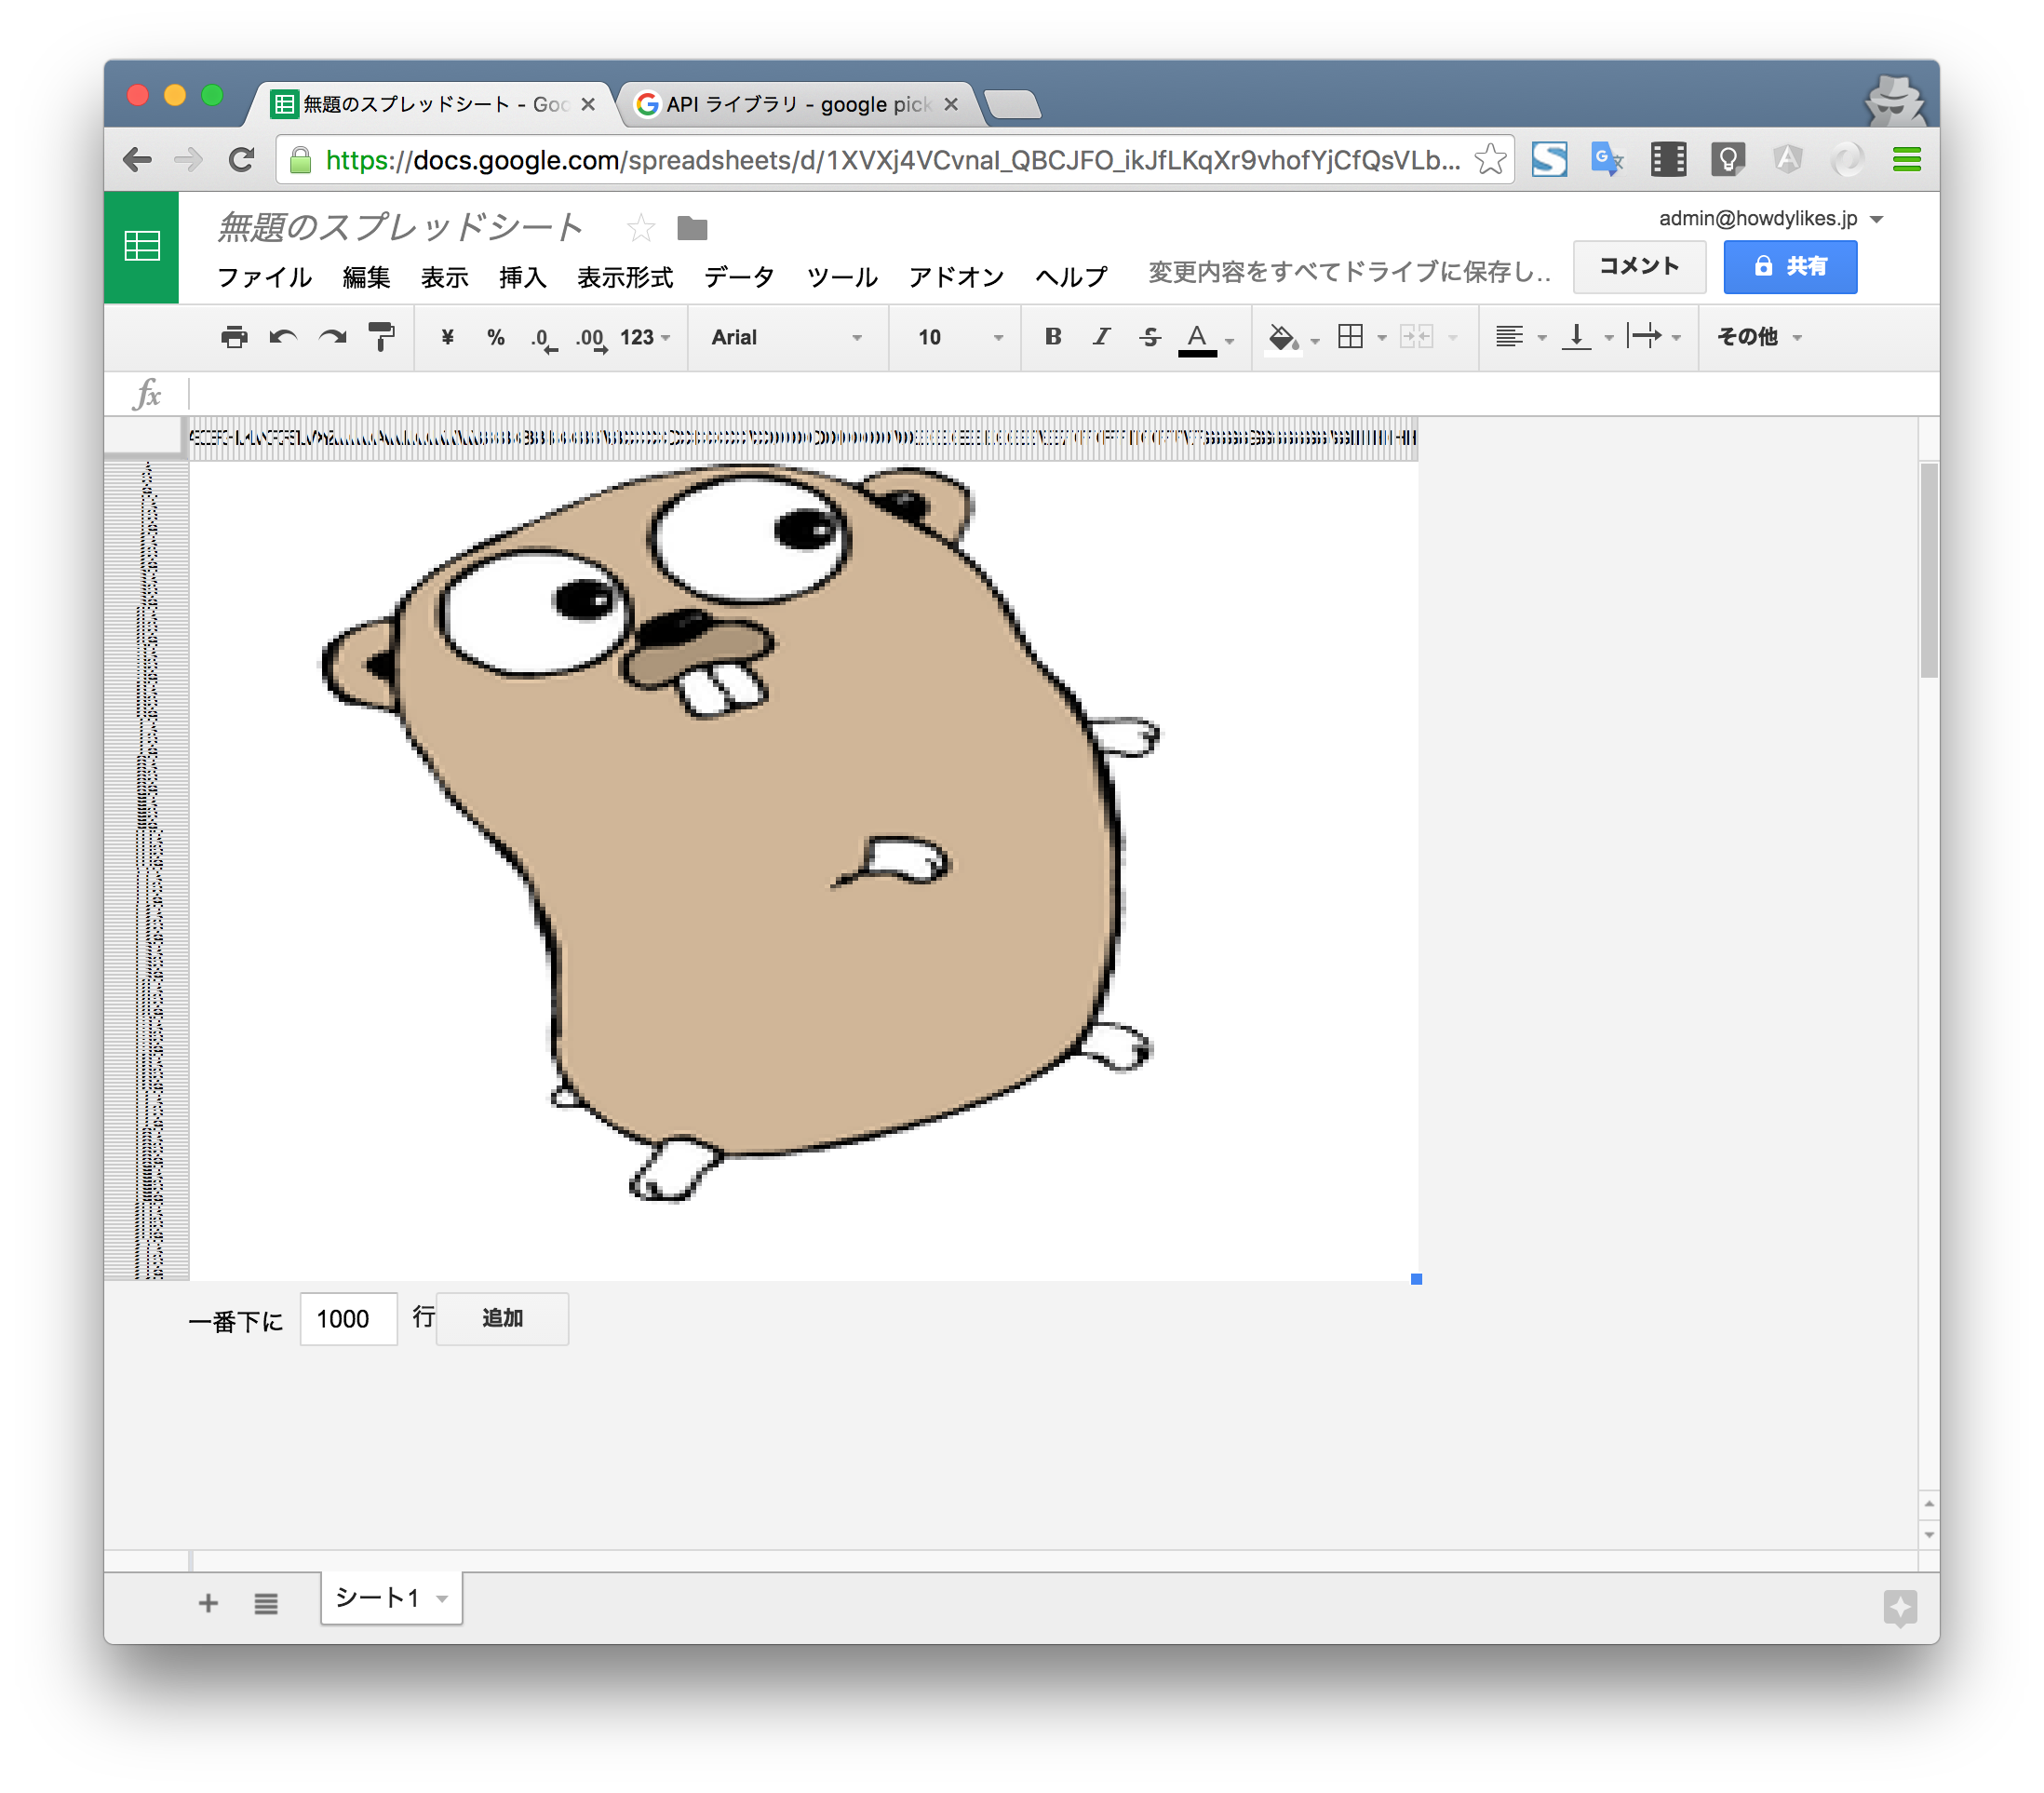 無題のスプレッドシート - Goo
API ライブラリ - google pick
https://docs.google.com/spreadsheets/d/1XVXj4VCvnaI_QBCJFO_ikJfLKqXr9vhofYjCfQsVLb...
無題のスプレッドシート
admin@howdylikes.jp
ファイル 編集 表示 挿入 表示形式 データ ツール アドオン ヘルプ 変更内容をすべてドライブに保存し.. コメント 共有
¥ % .0 .00 123 Arial 10 B I S A その他
fx
一番下に 1000 行 追加
シート1